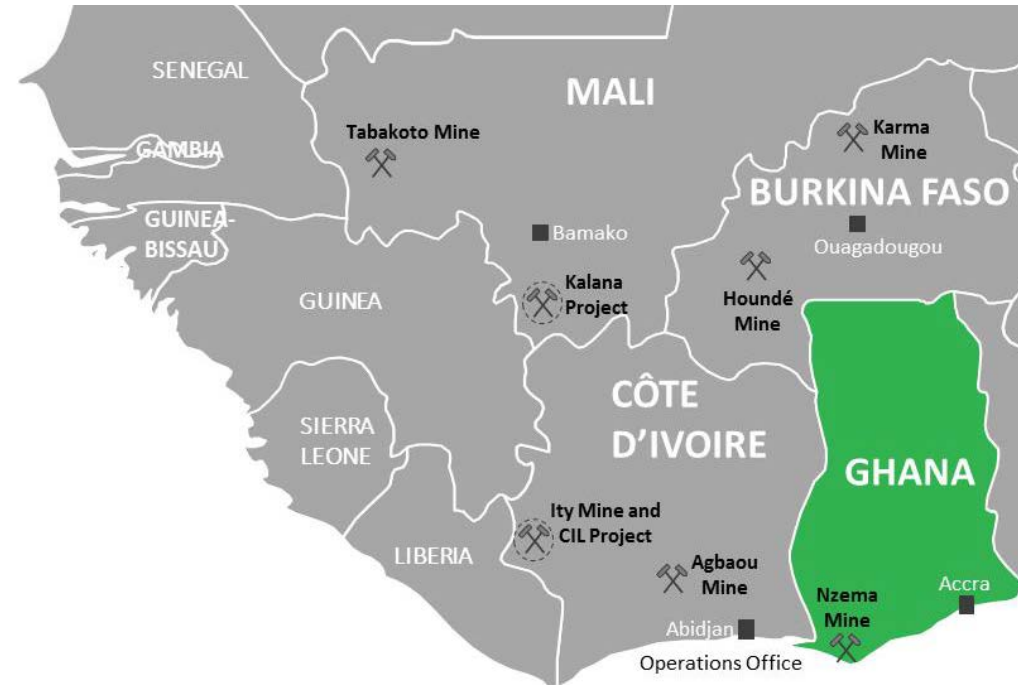 SENEGAL
MALI
Tabakoto Mine
Karma
Mine
GAMBIA
BURKINA FASO
GUINEA-
BISSAU
Bamako
Ouagadougou
Kalana
Project
Houndé
Mine
GUINEA
CÔTE
D'IVOIRE
SIERRA
LEONE
GHANA
Ity Mine and
CIL Project
LIBERIA
Agbaou
Mine
Nzema
Mine
Accra
Abidjan
Operations Office